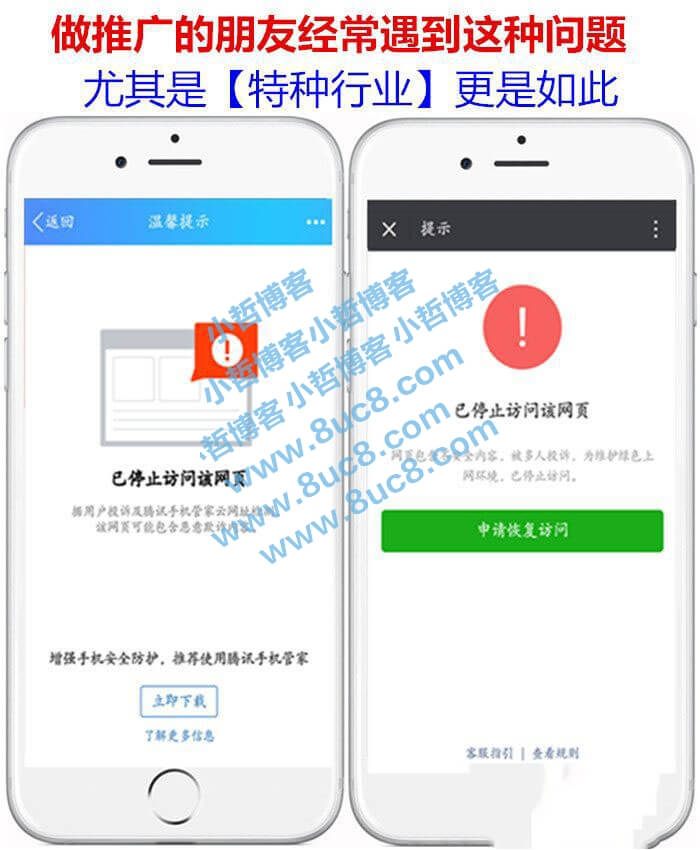 做推广的朋友经常遇到这种问题
尤其是【特种行业】更是如此
返回
温馨提示
已停止访问该网页
据用户投诉及腾讯手机管家云网址检测,
该网页可能包含恶意欺诈内容。
增强手机安全防护,推荐使用腾讯手机管家
立即下载
了解更多信息
提示
已停止访问该网页
网页包含不安全内容,被多人投诉,为维护绿色上
网环境,已停止访问。
申请恢复访问
客服指引 | 查看规则
小哲博客 小哲博客 小哲博客
小哲博客 小哲博客 小哲博客
www.8uc8.com
www.8uc8.com
www.8uc8.com